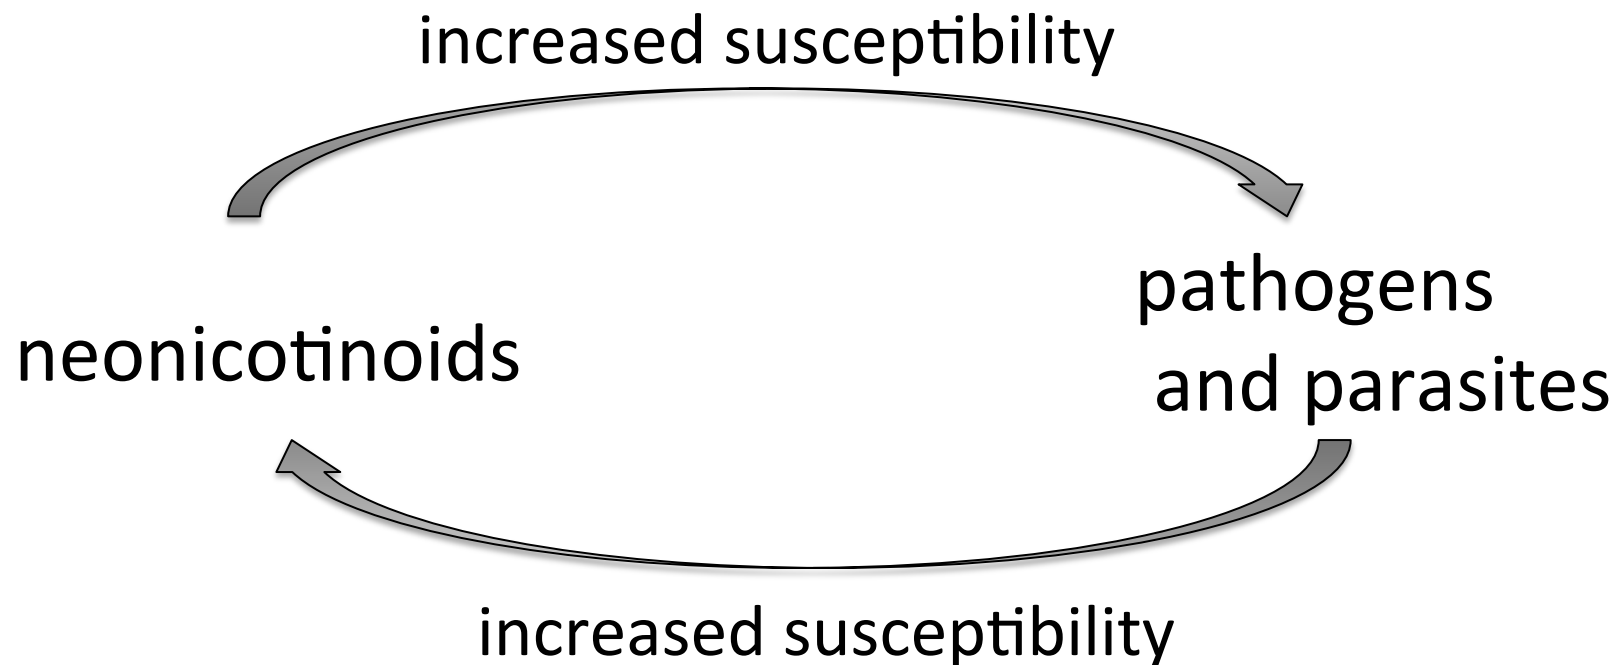 increased susceptibility
neonicotinoids
pathogens
and parasites
increased susceptibility